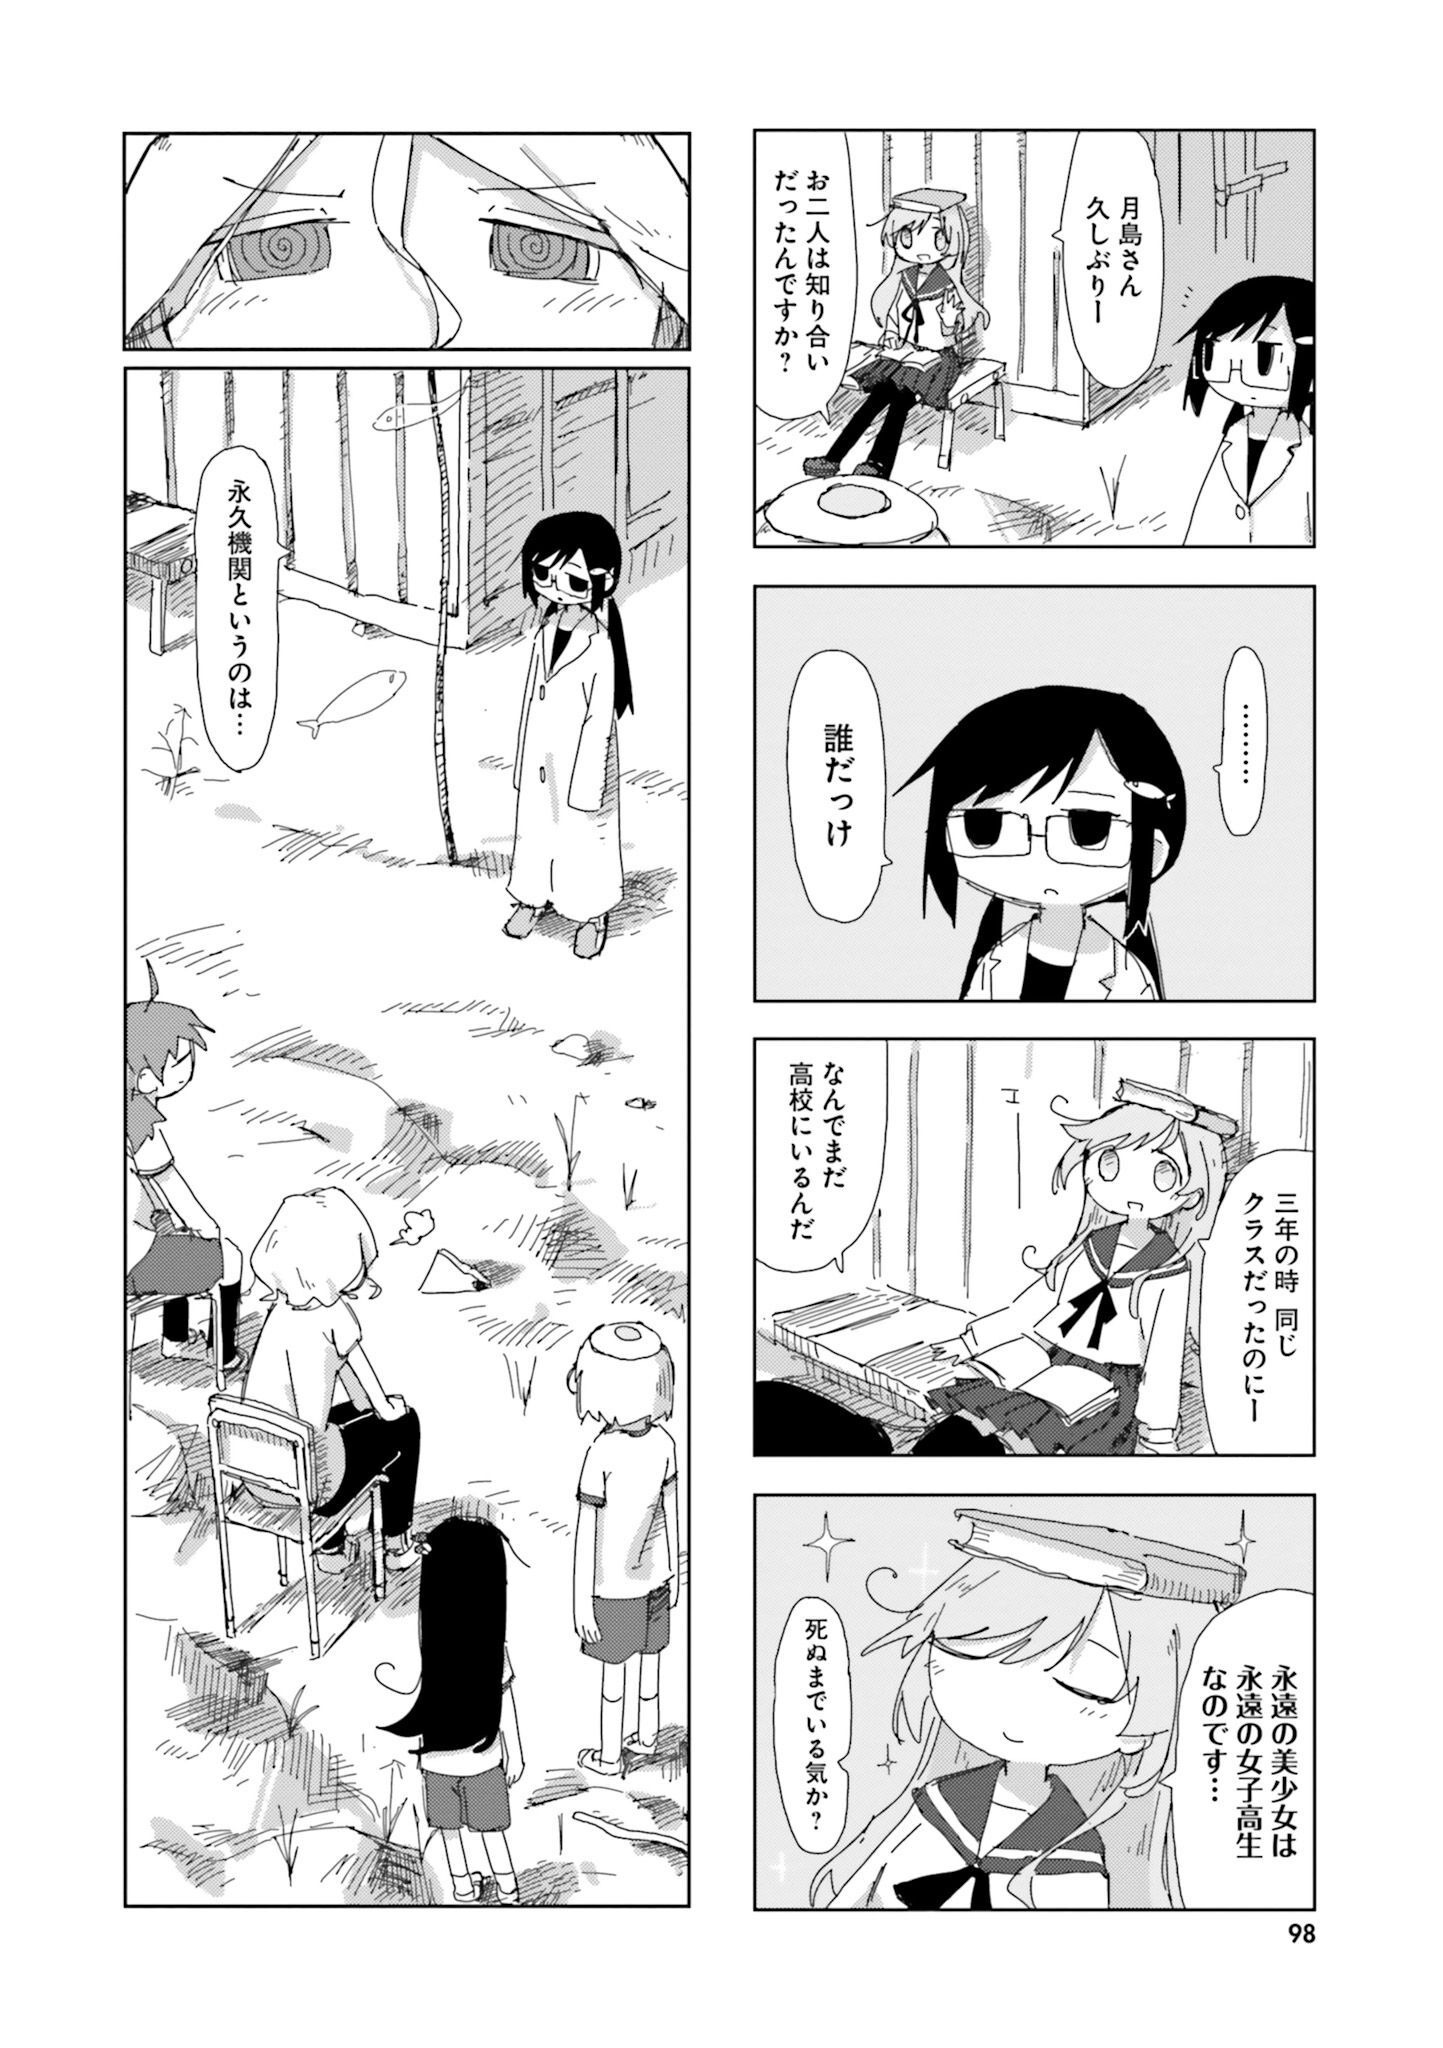 月島さん
久しぶりー
お二人は知り合い
だったんですか?
………
誰だっけ
三年の時 同じ
クラスだったのにー
なんでまだ
高校にいるんだ
永遠の美少女は
永遠の女子高生
なのです…
死ぬまでいる気か?
永久機関というのは…
98